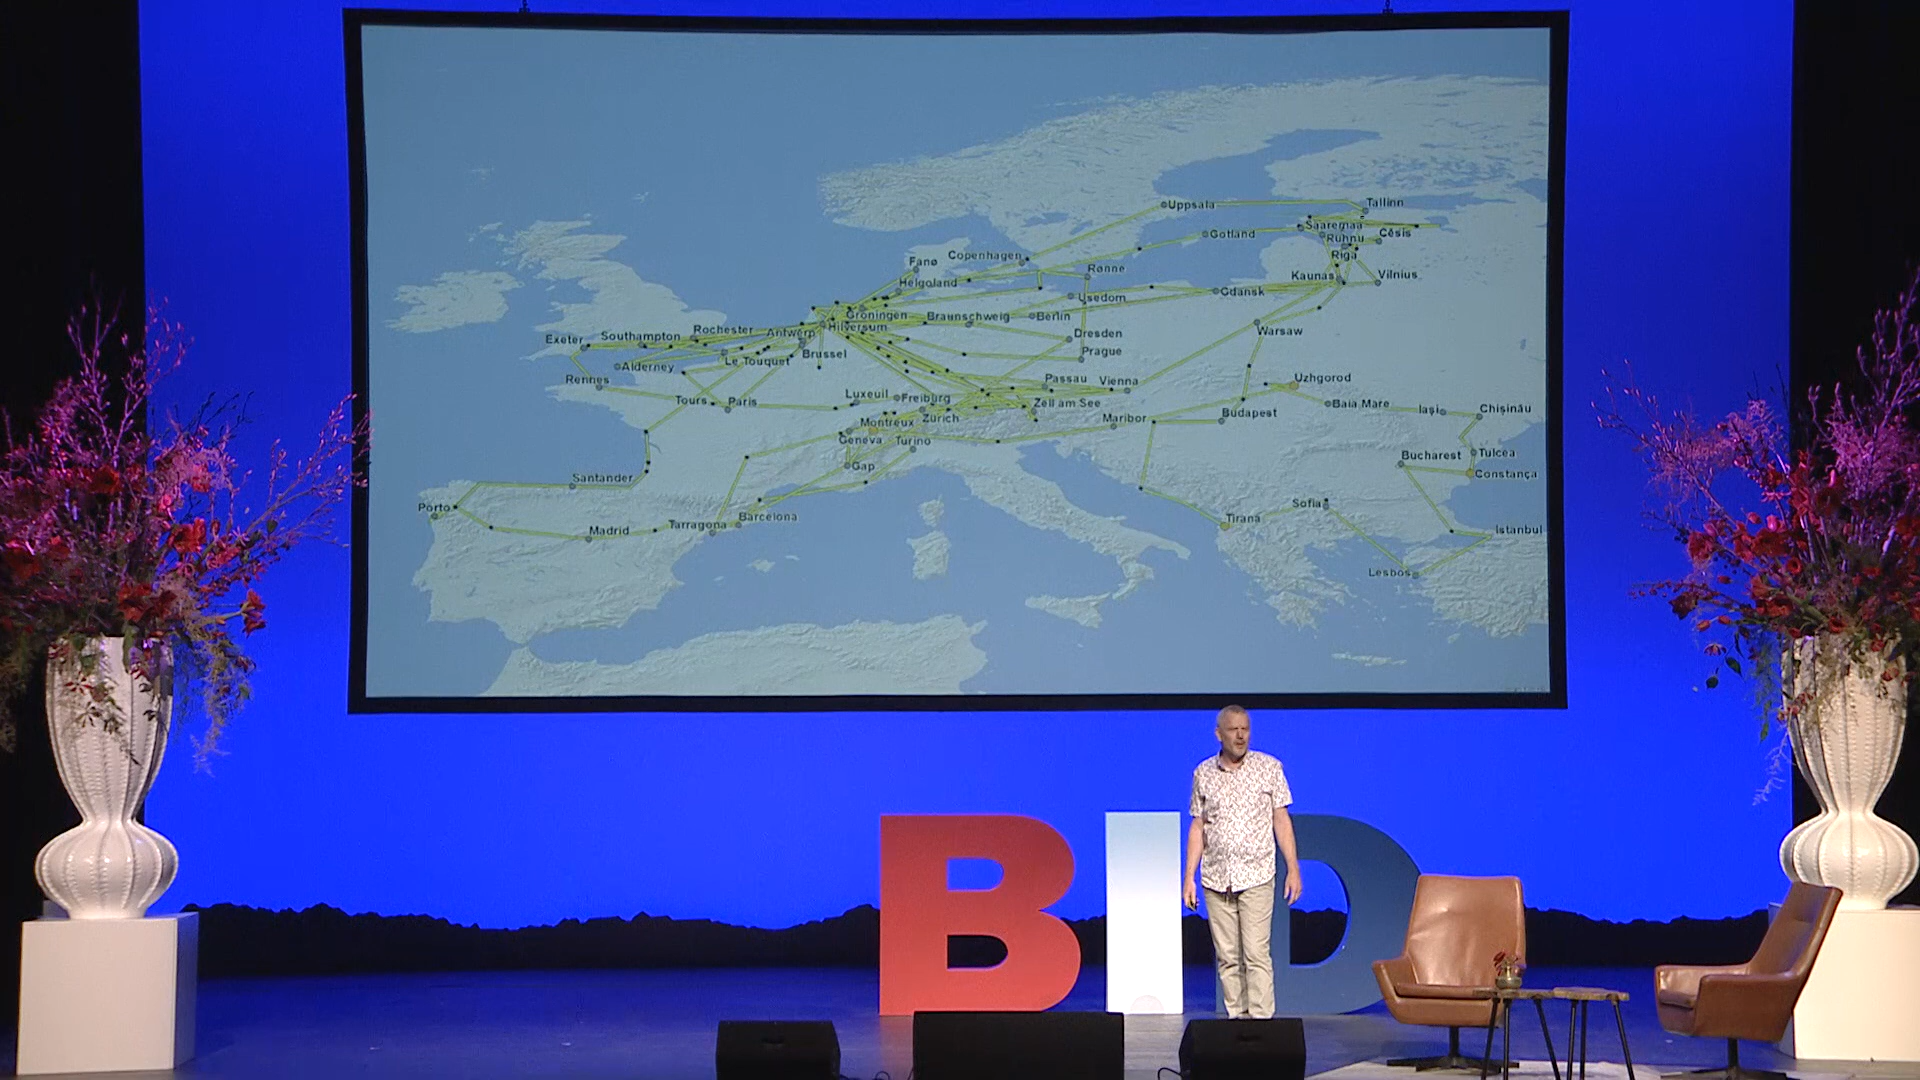 Uppsala
Tallinn
Saaremaa
Gotland
Ruhnu
Cēsis
Riga
Copenhagen
Fanø
Rønne
Kaunas
Vilnius
Helgoland
Gdansk
Usedom
Groningen
Braunschweig
Berlin
Hilversum
Rochester
Southampton
Antwerp
Exeter
Warsaw
Dresden
Prague
Brussel
Le Touquet
Alderney
Rennes
Passau
Vienna
Uzhgorod
Luxeuil
Freiburg
Tours
Paris
Zell am See
Baia Mare
Iași
Chișinău
Maribor
Budapest
Montreux
Zürich
Geneva
Turino
Gap
Bucharest
Tulcea
Constança
Santander
Porto
Madrid
Tarragona
Barcelona
Tirana
Sofia
Istanbul
Lesbos
BID